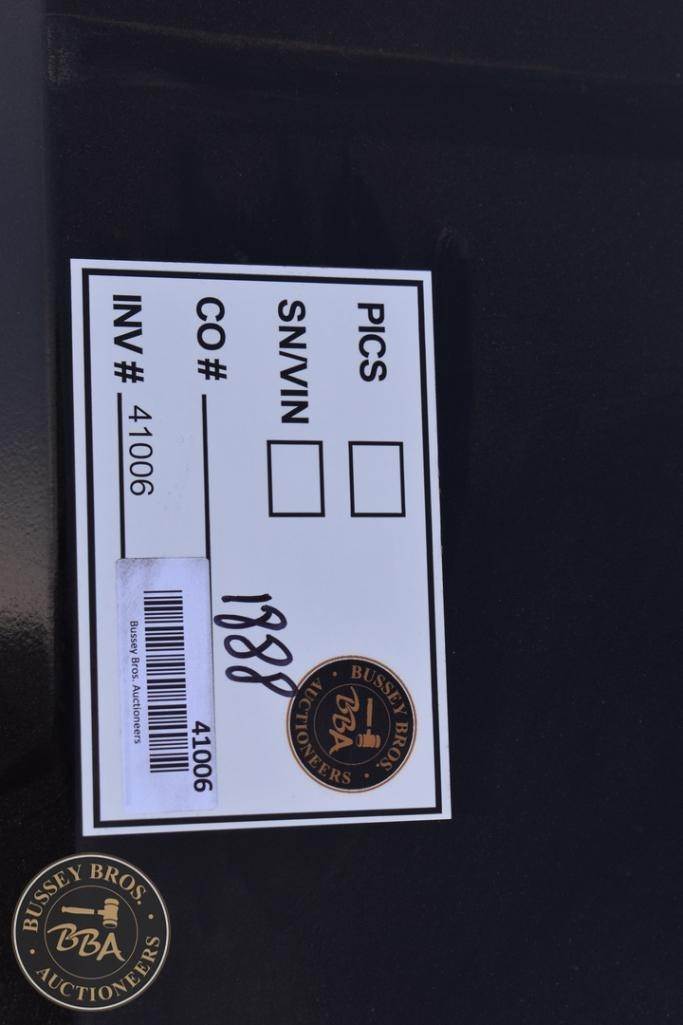 PICS
SN/VIN
CO #
INV # 41006
1888
BUSSEY BROS.
AUCTIONEERS
BBA
41006
Bussey Bros. Auctioneers
BUSSEY BROS.
BBA
AUCTIONEERS